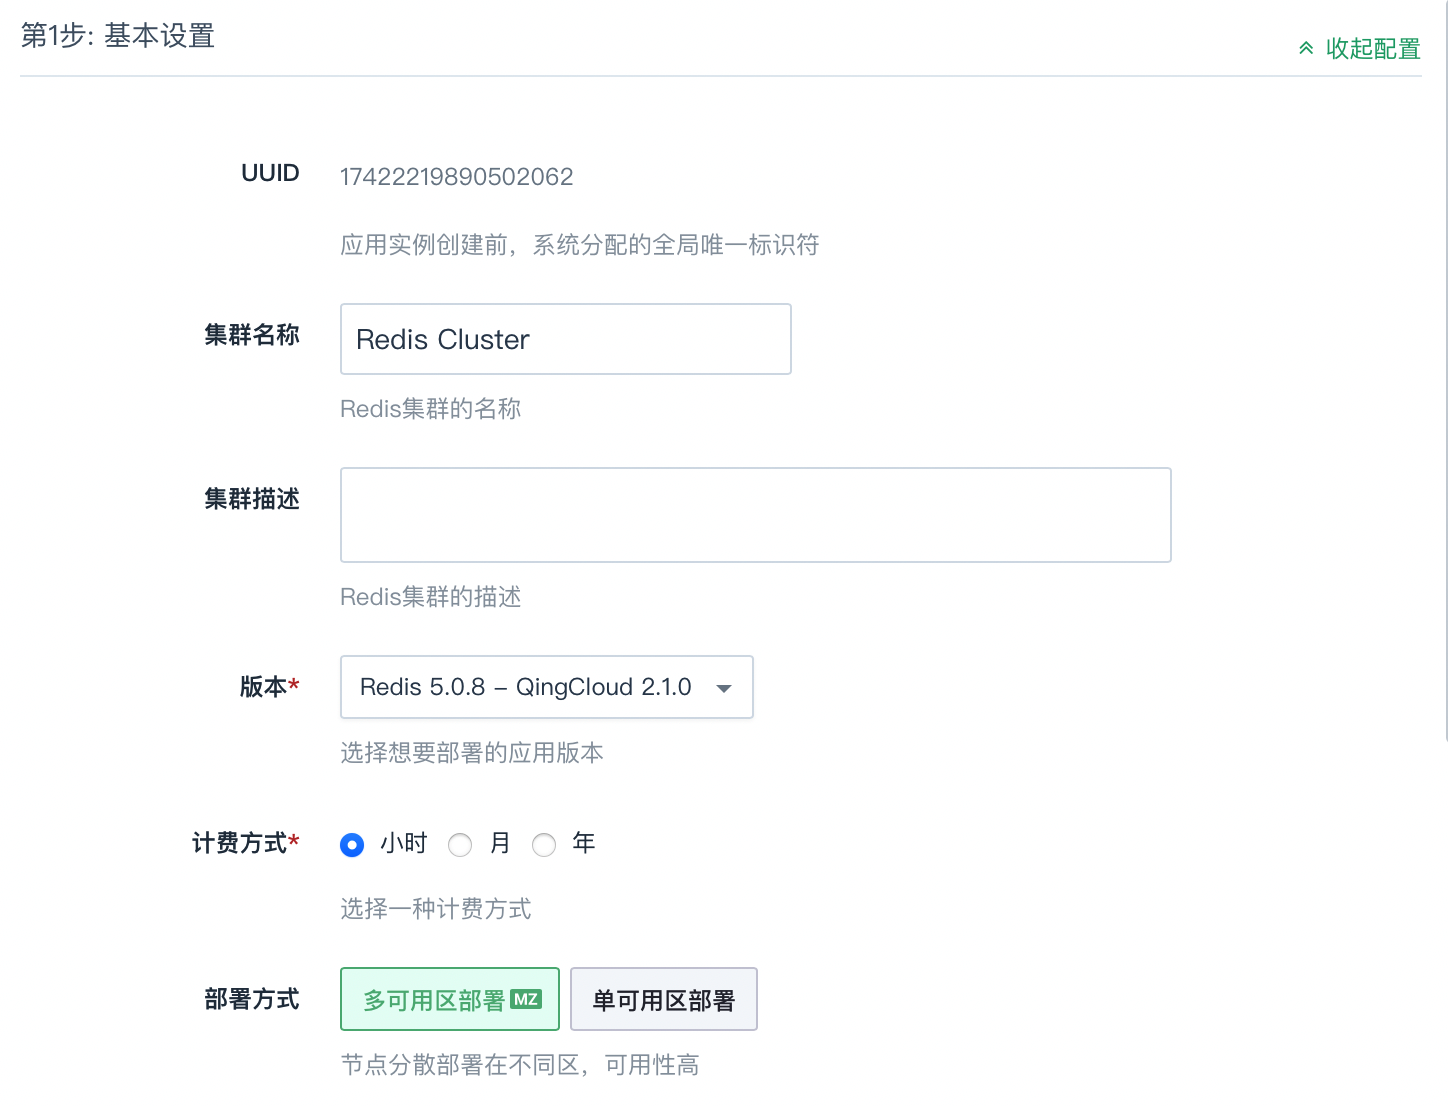 第1步: 基本设置
收起配置
UUID
17422219890502062
应用实例创建前，系统分配的全局唯一标识符
集群名称
Redis Cluster
Redis集群的名称
集群描述
Redis集群的描述
版本*
Redis 5.0.8 – QingCloud 2.1.0
选择想要部署的应用版本
计费方式*
小时 月 年
选择一种计费方式
部署方式
多可用区部署 MZ 单可用区部署
节点分散部署在不同区，可用性高